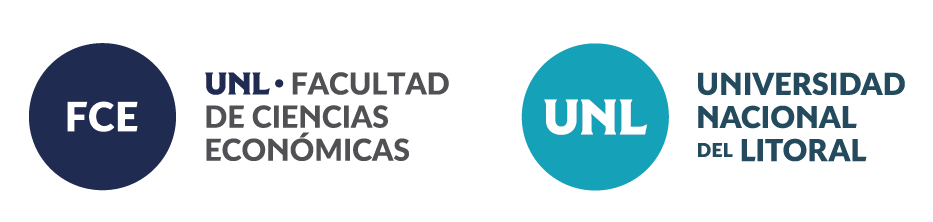 FCE
UNL • FACULTAD
DE CIENCIAS
ECONÓMICAS
UNL
UNIVERSIDAD
NACIONAL
DEL LITORAL